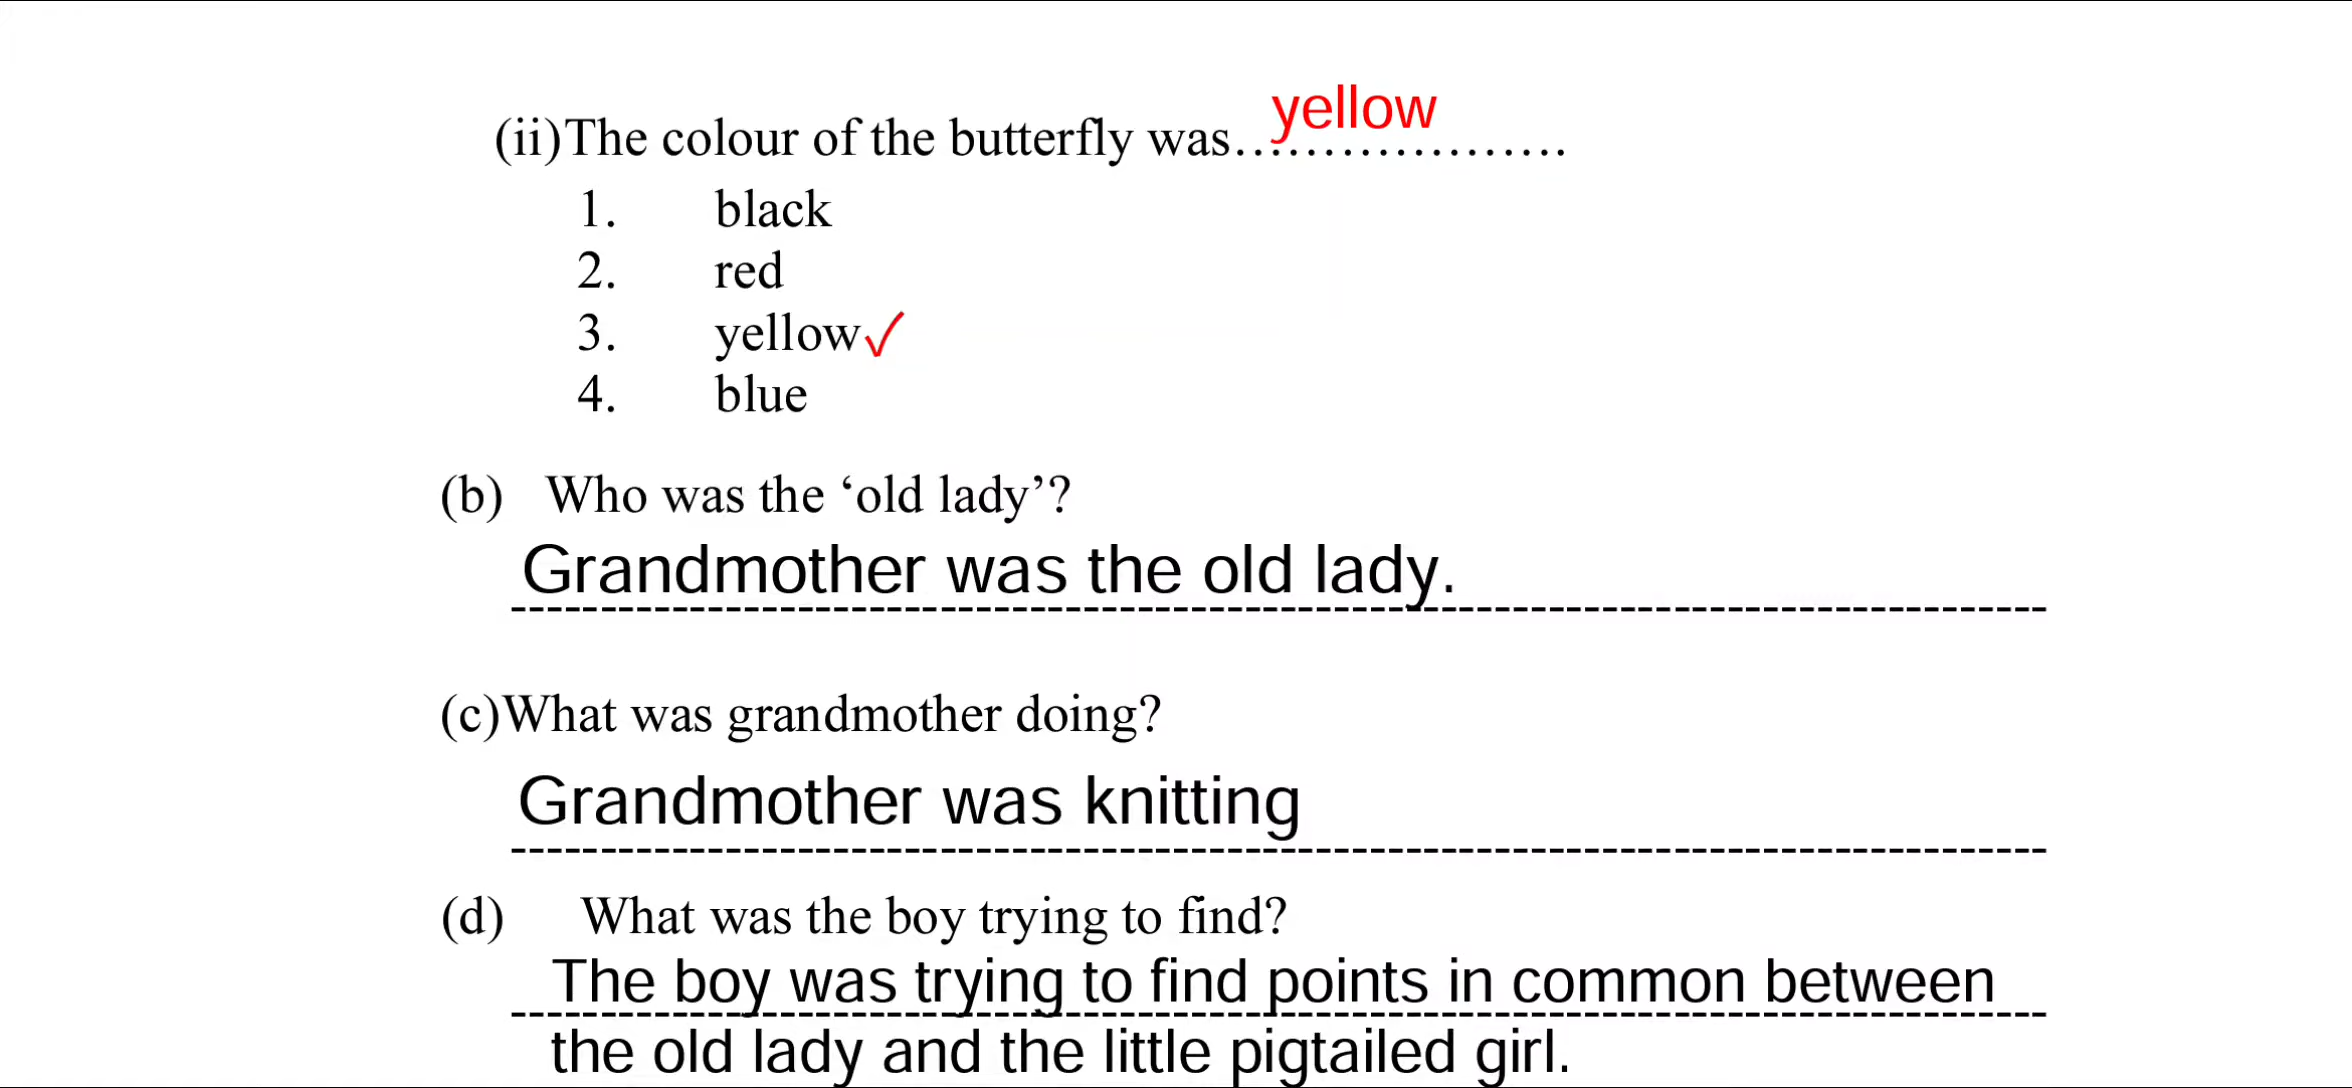 yellow
(ii)The colour of the butterfly was...................
1. black
2. red
3. yellow✓
4. blue
(b) Who was the ‘old lady’?
Grandmother was the old lady.
(c)What was grandmother doing?
Grandmother was knitting
(d) What was the boy trying to find?
The boy was trying to find points in common between
the old lady and the little pigtailed girl.